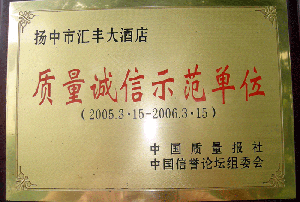 扬中市汇丰大酒店
质量诚信示范单位
(2005.3·15-2006.3·15)
中国质量报社
中国信誉论坛组委会